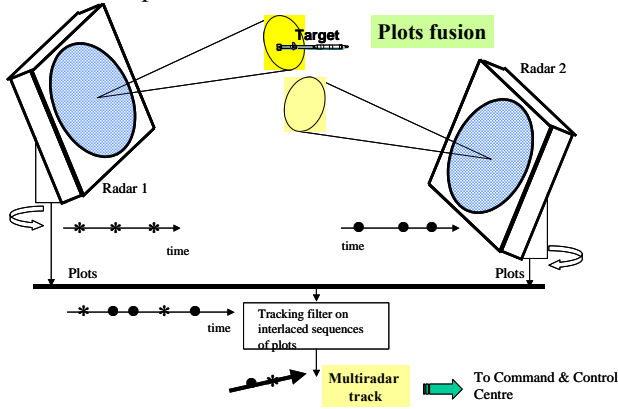 Target
Plots fusion
Radar 2
Radar 1
time
time
Plots
Plots
time
Tracking filter on
interlaced sequences
of plots
Multiradar
track
To Command & Control
Centre